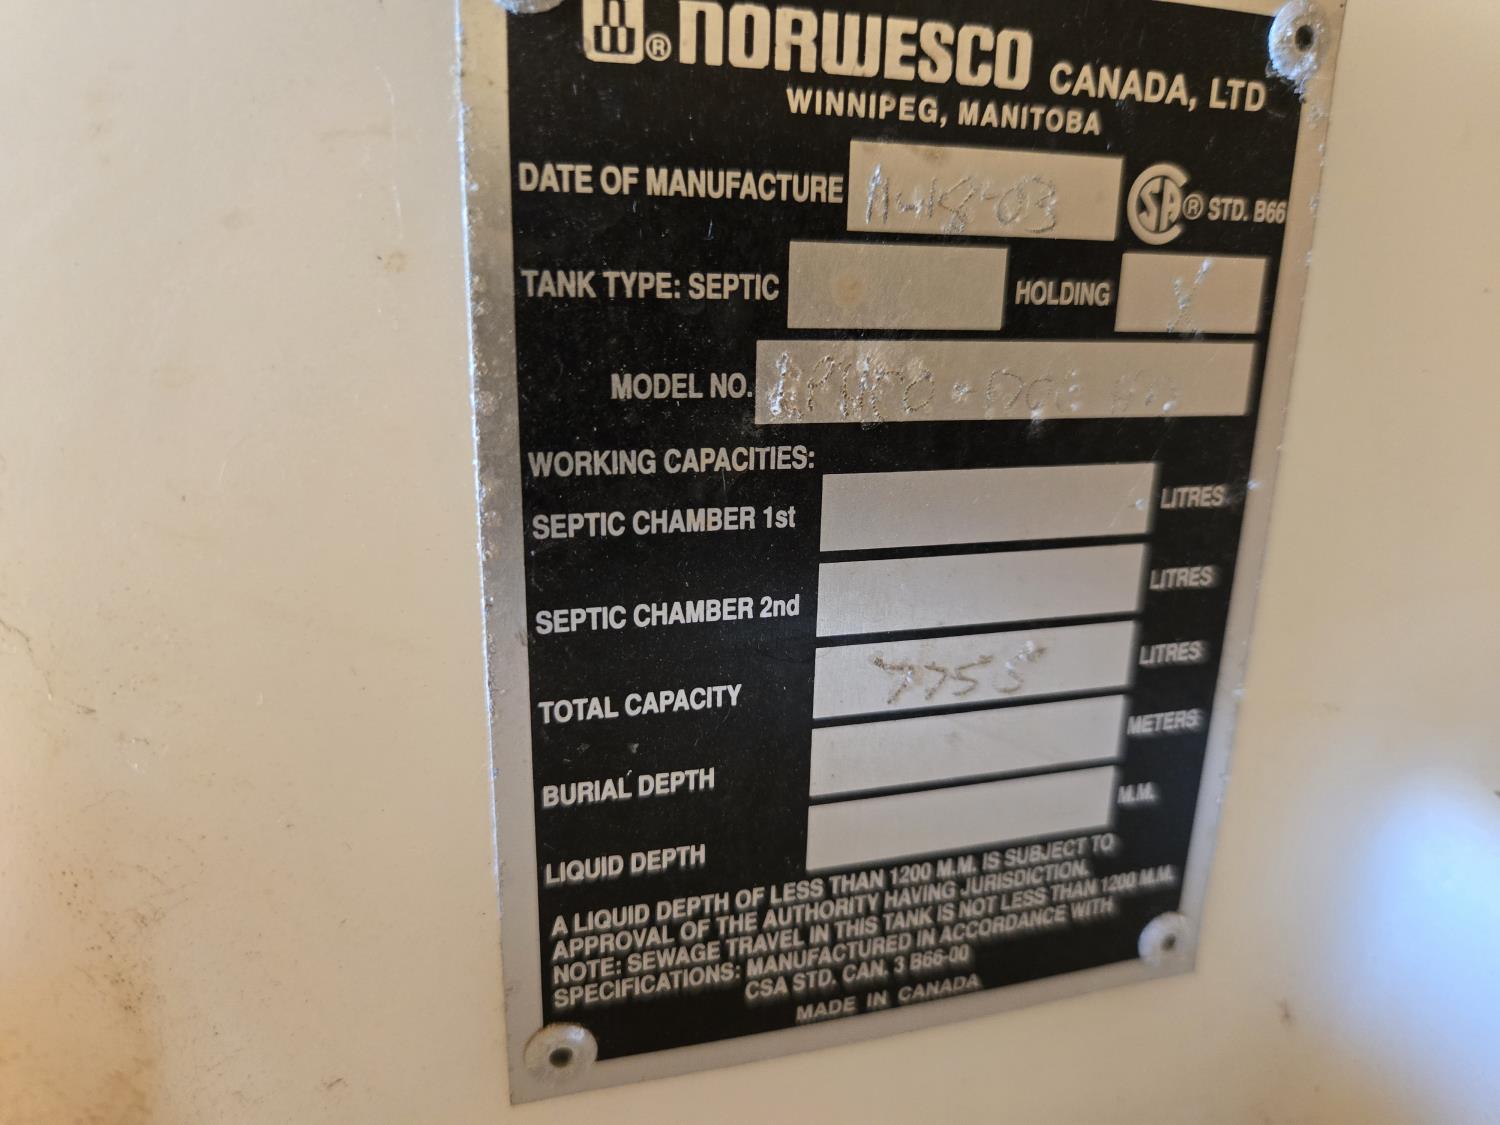 ® NORWESCO CANADA, LTD
WINNIPEG, MANITOBA
DATE OF MANUFACTURE CSA® STD. B66
TANK TYPE: SEPTIC HOLDING X
MODEL NO.
WORKING CAPACITIES:
SEPTIC CHAMBER 1st LITRES
SEPTIC CHAMBER 2nd LITRES
TOTAL CAPACITY 7755 LITRES
BURIAL DEPTH METERS
LIQUID DEPTH M.M.
A LIQUID DEPTH OF LESS THAN 1200 M.M. IS SUBJECT TO
APPROVAL OF THE AUTHORITY HAVING JURISDICTION.
NOTE: SEWAGE TRAVEL IN THIS TANK IS NOT LESS THAN 1200 M.M.
SPECIFICATIONS: MANUFACTURED IN ACCORDANCE WITH
CSA STD. CAN. 3 B66-00
MADE IN CANADA